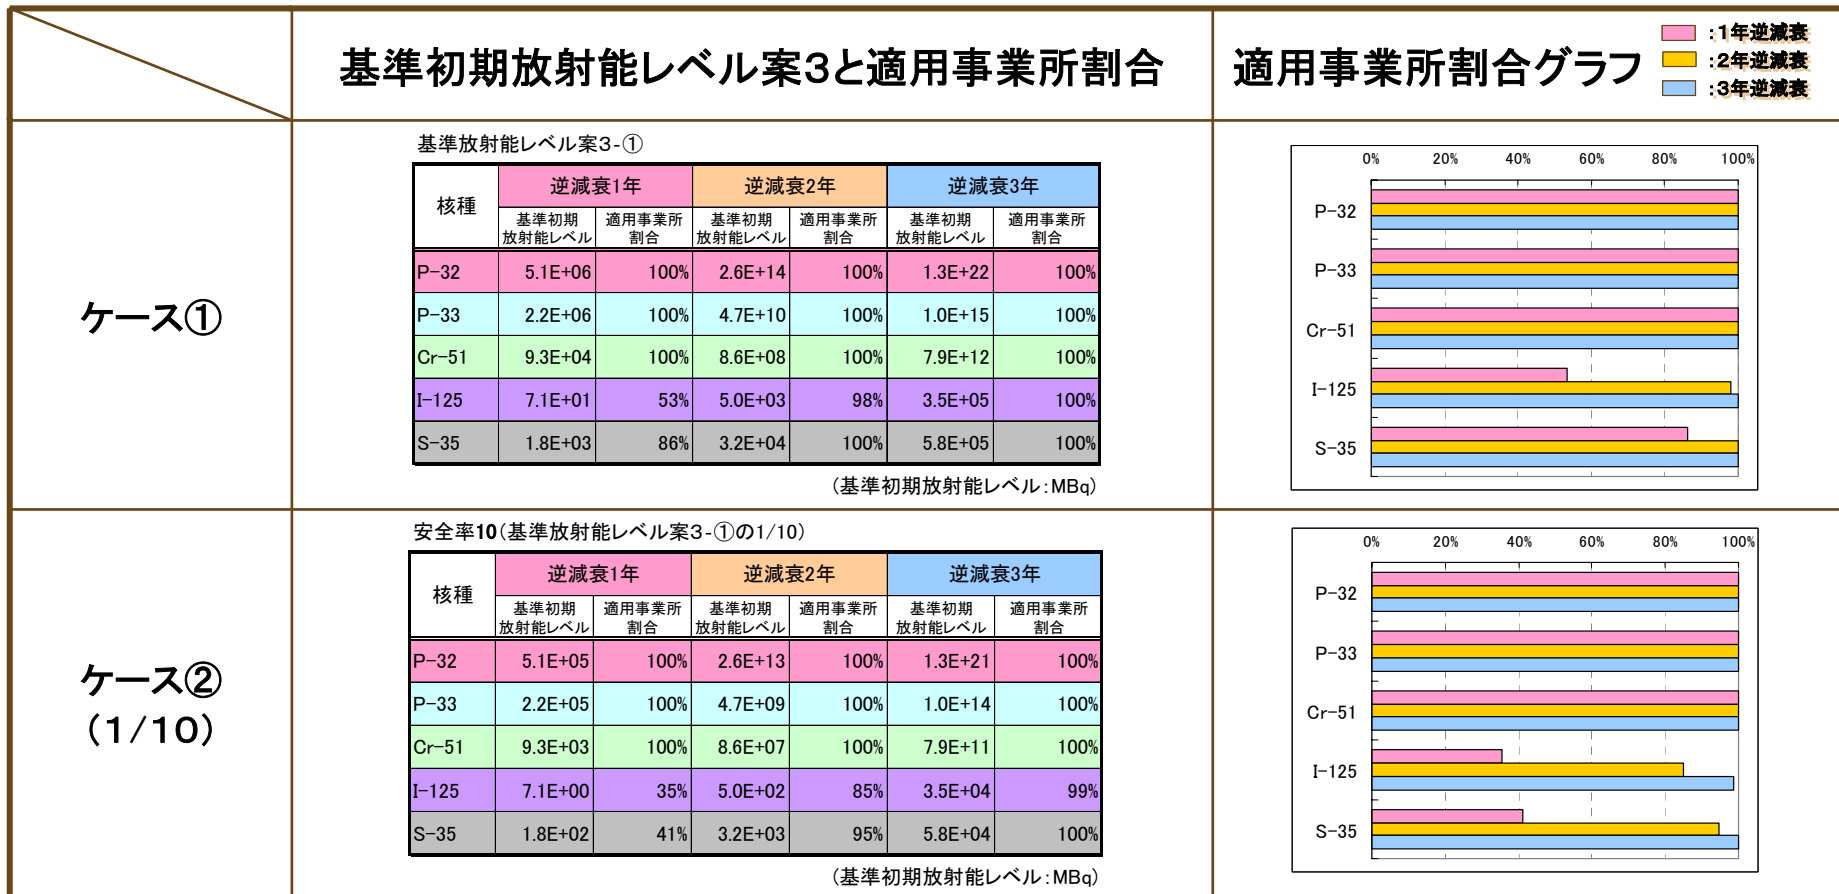 基準初期放射能レベル案3と適用事業所割合
適用事業所割合グラフ
:1年逆減衰
:2年逆減衰
:3年逆減衰
ケース①
基準放射能レベル案3-①
核種 逆減衰1年 逆減衰2年 逆減衰3年
基準初期 適用事業所 基準初期 適用事業所 基準初期 適用事業所
放射能レベル 割合 放射能レベル 割合 放射能レベル 割合
P-32 5.1E+06 100% 2.6E+14 100% 1.3E+22 100%
P-33 2.2E+06 100% 4.7E+10 100% 1.0E+15 100%
Cr-51 9.3E+04 100% 8.6E+08 100% 7.9E+12 100%
I-125 7.1E+01 53% 5.0E+03 98% 3.5E+05 100%
S-35 1.8E+03 86% 3.2E+04 100% 5.8E+05 100%
(基準初期放射能レベル:MBq)
0% 20% 40% 60% 80% 100%
P-32
P-33
Cr-51
I-125
S-35
ケース②
(1/10)
安全率10(基準放射能レベル案3-①の1/10)
核種 逆減衰1年 逆減衰2年 逆減衰3年
基準初期 適用事業所 基準初期 適用事業所 基準初期 適用事業所
放射能レベル 割合 放射能レベル 割合 放射能レベル 割合
P-32 5.1E+05 100% 2.6E+13 100% 1.3E+21 100%
P-33 2.2E+05 100% 4.7E+09 100% 1.0E+14 100%
Cr-51 9.3E+03 100% 8.6E+07 100% 7.9E+11 100%
I-125 7.1E+00 35% 5.0E+02 85% 3.5E+04 99%
S-35 1.8E+02 41% 3.2E+03 95% 5.8E+04 100%
(基準初期放射能レベル:MBq)
0% 20% 40% 60% 80% 100%
P-32
P-33
Cr-51
I-125
S-35